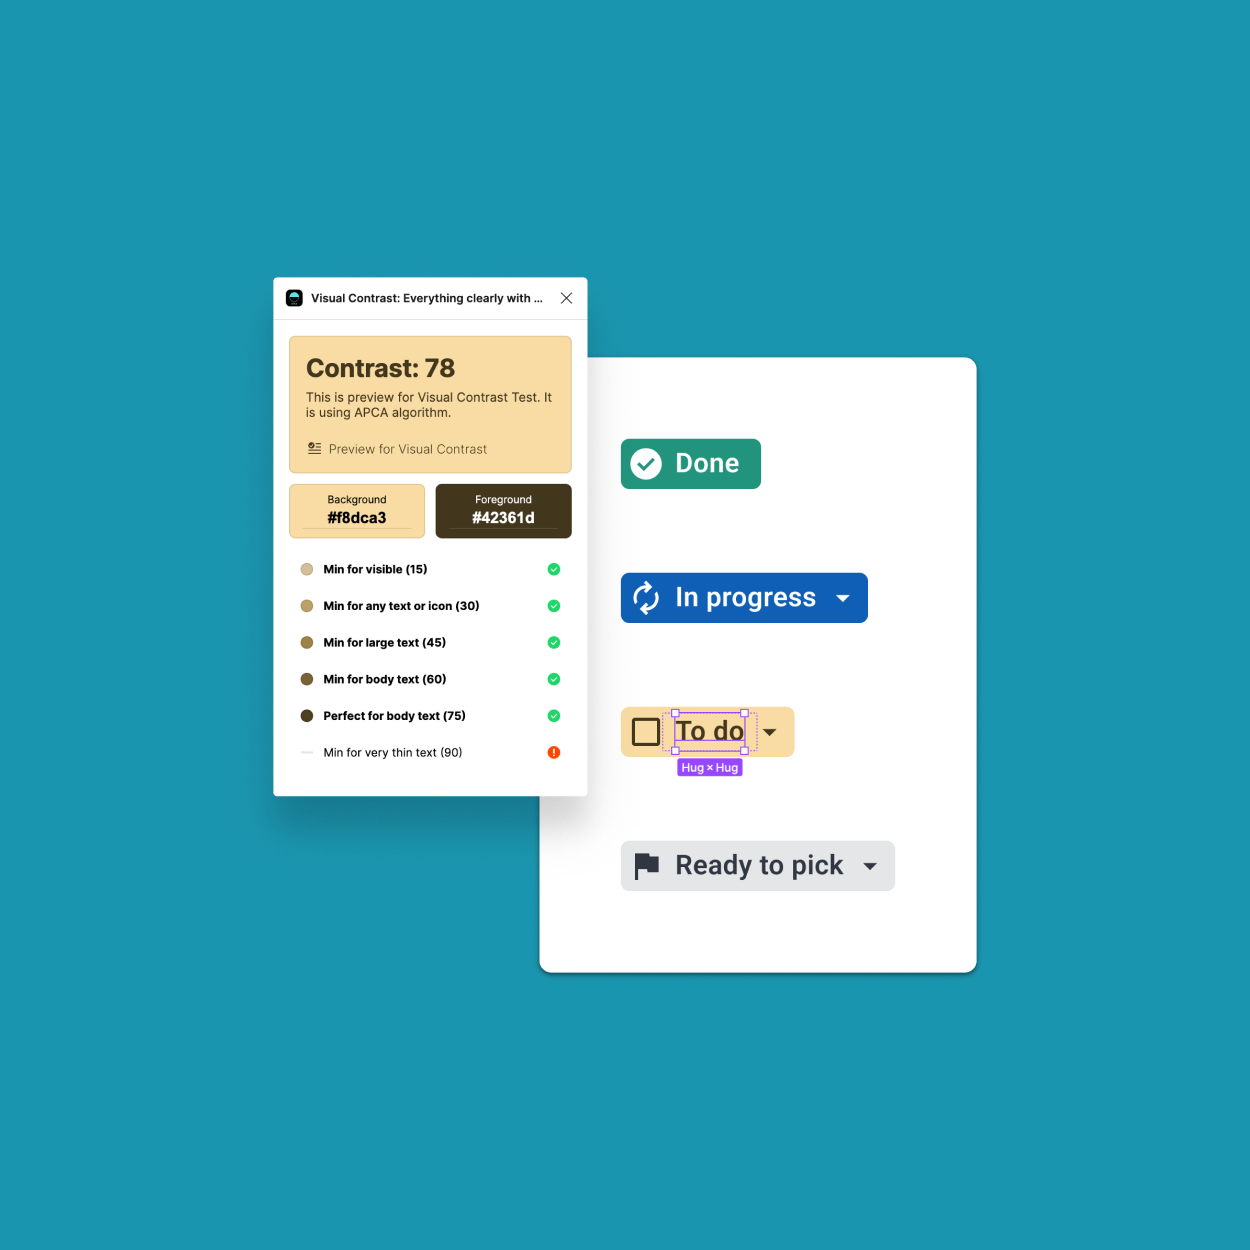 Visual Contrast: Everything clearly with ...
Contrast: 78
This is preview for Visual Contrast Test. It
is using APCA algorithm.
Preview for Visual Contrast
Background
#f8dca3
Foreground
#42361d
Min for visible (15)
Min for any text or icon (30)
Min for large text (45)
Min for body text (60)
Perfect for body text (75)
Min for very thin text (90)
Done
In progress
To do
Hug × Hug
Ready to pick